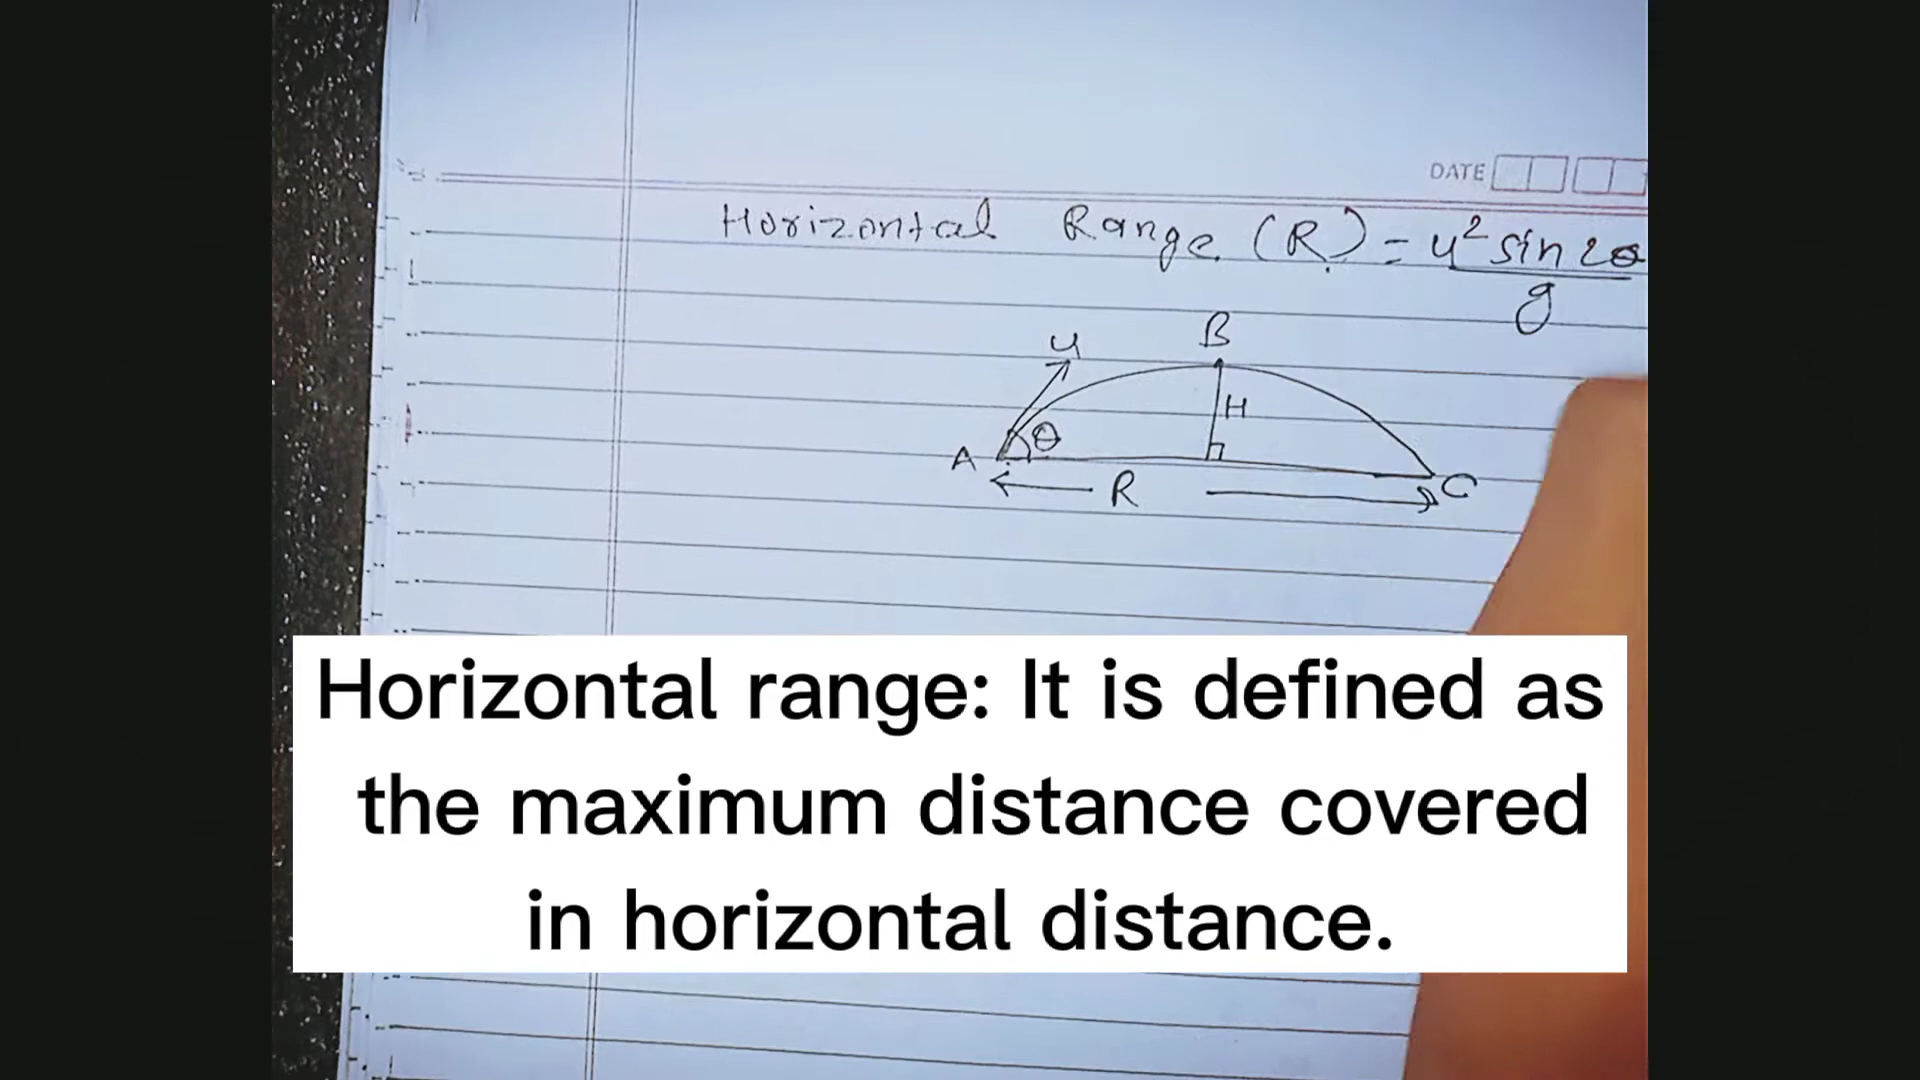 DATE
Horizontal Range (R) = u² sin 2θ
g
B
u
H
θ
A
R
C
Horizontal range: It is defined as
the maximum distance covered
in horizontal distance.